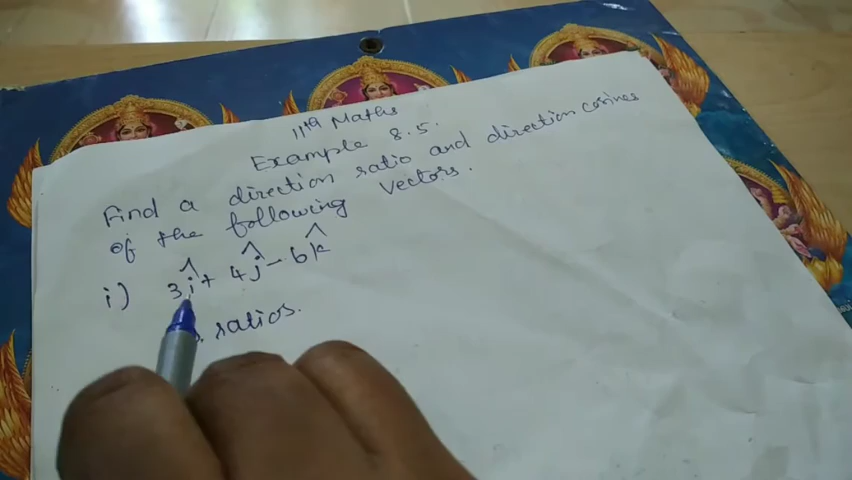 11th Maths
Example 8.5.
Find a direction ratio and direction cosines
of the following vectors.
i) 3î + 4ĵ - 6k̂
ratios.